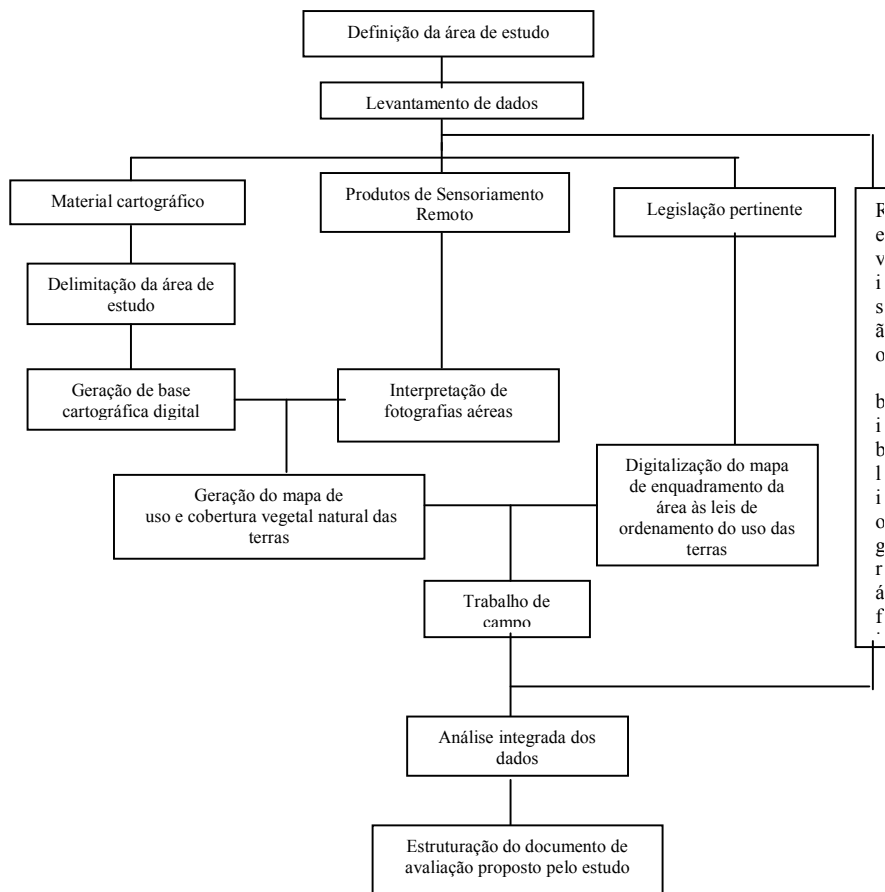 Definição da área de estudo
Levantamento de dados
Material cartográfico
Produtos de Sensoriamento
Remoto
Legislação pertinente
Delimitação da área de
estudo
Geração de base
cartográfica digital
Interpretação de
fotografias aéreas
Geração do mapa de
uso e cobertura vegetal natural das
terras
Digitalização do mapa
de enquadramento da
área às leis de
ordenamento do uso das
terras
Trabalho de
campo
Análise integrada dos
dados
Estruturação do documento de
avaliação proposto pelo estudo
R
e
v
i
s
ã
o
b
i
b
l
i
o
g
r
á
f